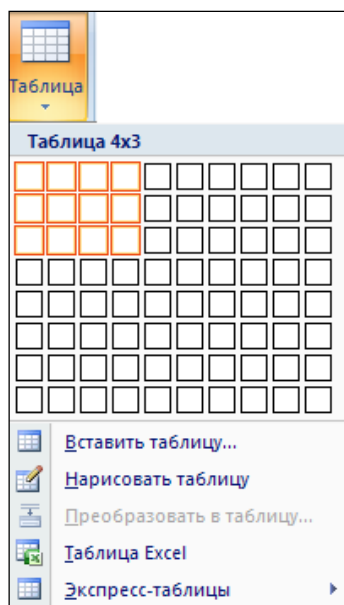 Таблица
Таблица 4x3
Вставить таблицу...
Нарисовать таблицу
Преобразовать в таблицу...
Таблица Excel
Экспресс-таблицы